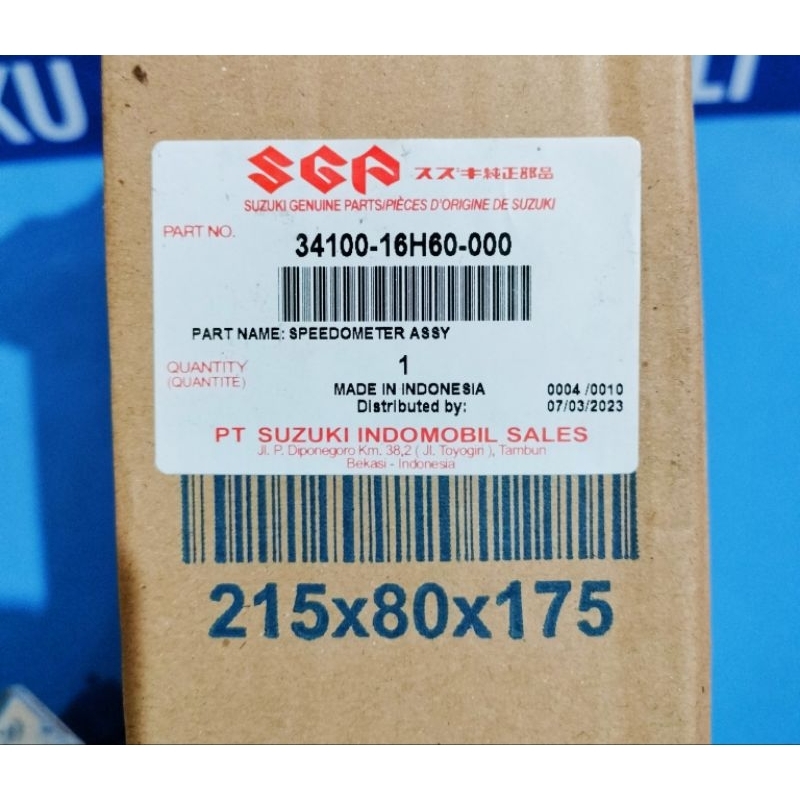 KU
SGP スズキ純正部品
SUZUKI GENUINE PARTS/PIÈCES D'ORIGINE DE SUZUKI
PART NO.
34100-16H60-000
PART NAME: SPEEDOMETER ASSY
QUANTITY
(QUANTITÉ)
1
MADE IN INDONESIA
0004 /0010
Distributed by:
07/03/2023
PT SUZUKI INDOMOBIL SALES
Jl. P. Diponegoro Km. 38,2 ( Jl. Toyogiri ), Tambun
Bekasi - Indonesia
215x80x175